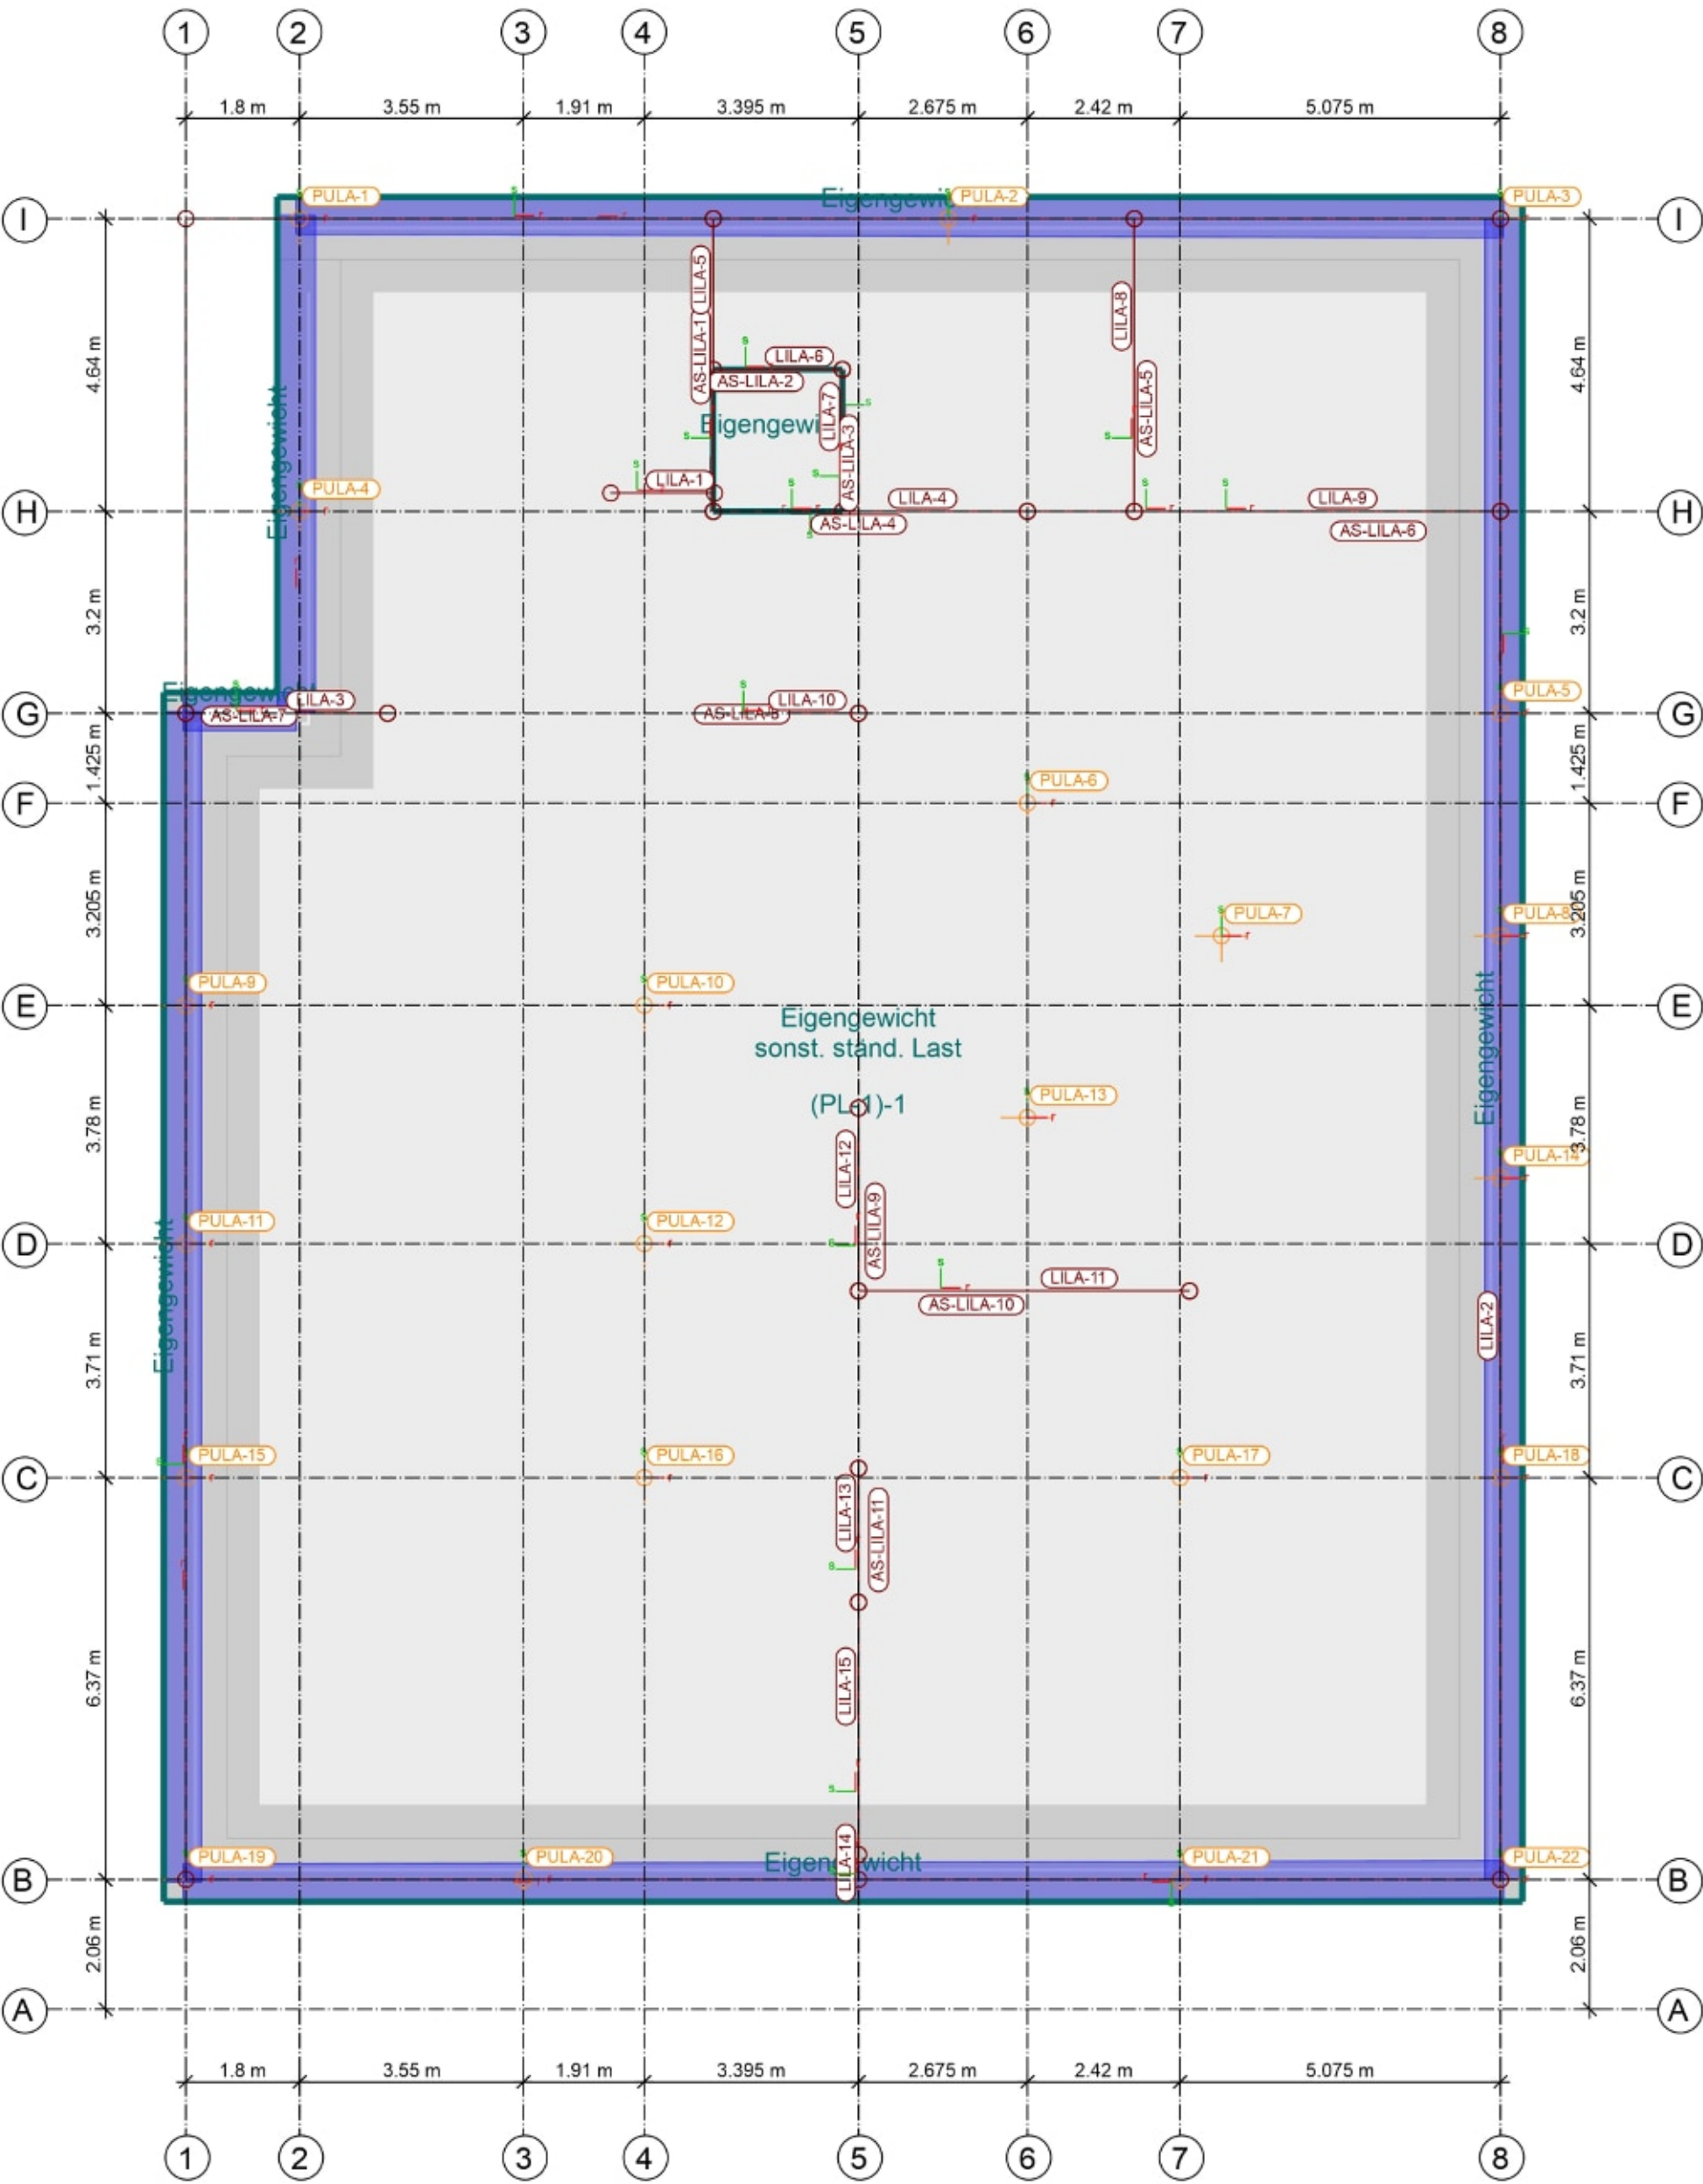 1 2 3 4 5 6 7 8
1.8 m 3.55 m 1.91 m 3.395 m 2.675 m 2.42 m 5.075 m
PULA-1 Eigengewi PULA-2 PULA-3
I I
LILA-5
LILA-8
AS-LILA-1
4.64 m 4.64 m
LILA-6
AS-LILA-2
AS-LILA-5
LILA-7
Eigengewi
AS-LILA-3
Eigengewicht
LILA-1
PULA-4
LILA-4 LILA-9
H H
AS-LILA-4 AS-LILA-6
3.2 m 3.2 m
Eigengewicht PULA-5
LILA-3 LILA-10
G AS-LILA-7 AS-LILA-8 G
1.425 m 1.425 m
PULA-6
F F
3.205 m 3.205 m
PULA-7 PULA-8
PULA-9 PULA-10
E E
Eigengewicht
sonst. ständ. Last
Eigengewicht
(PL-1)-1
PULA-13
3.78 m 3.78 m
LILA-12
PULA-14
AS-LILA-9
PULA-11 PULA-12
D D
LILA-11
AS-LILA-10
Eigengewicht
LILA-2
3.71 m 3.71 m
PULA-15 PULA-16 PULA-17 PULA-18
C C
LILA-13
AS-LILA-11
6.37 m 6.37 m
LILA-15
LILA-14
PULA-19 PULA-20 Eigengewicht PULA-21 PULA-22
B B
2.06 m 2.06 m
A A
1.8 m 3.55 m 1.91 m 3.395 m 2.675 m 2.42 m 5.075 m
1 2 3 4 5 6 7 8